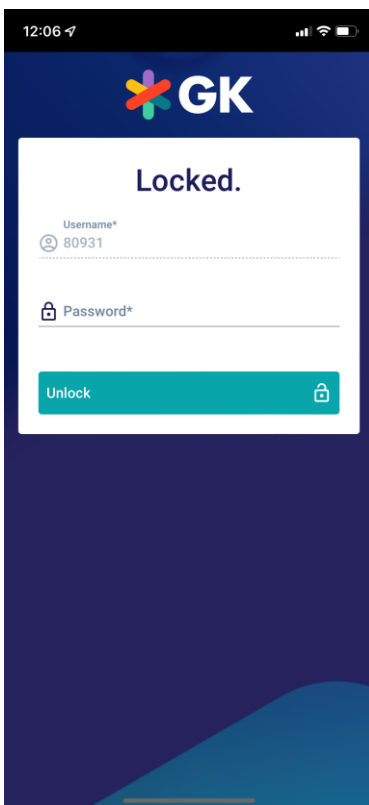 12:06
GK
Locked.
Username*
80931
Password*
Unlock